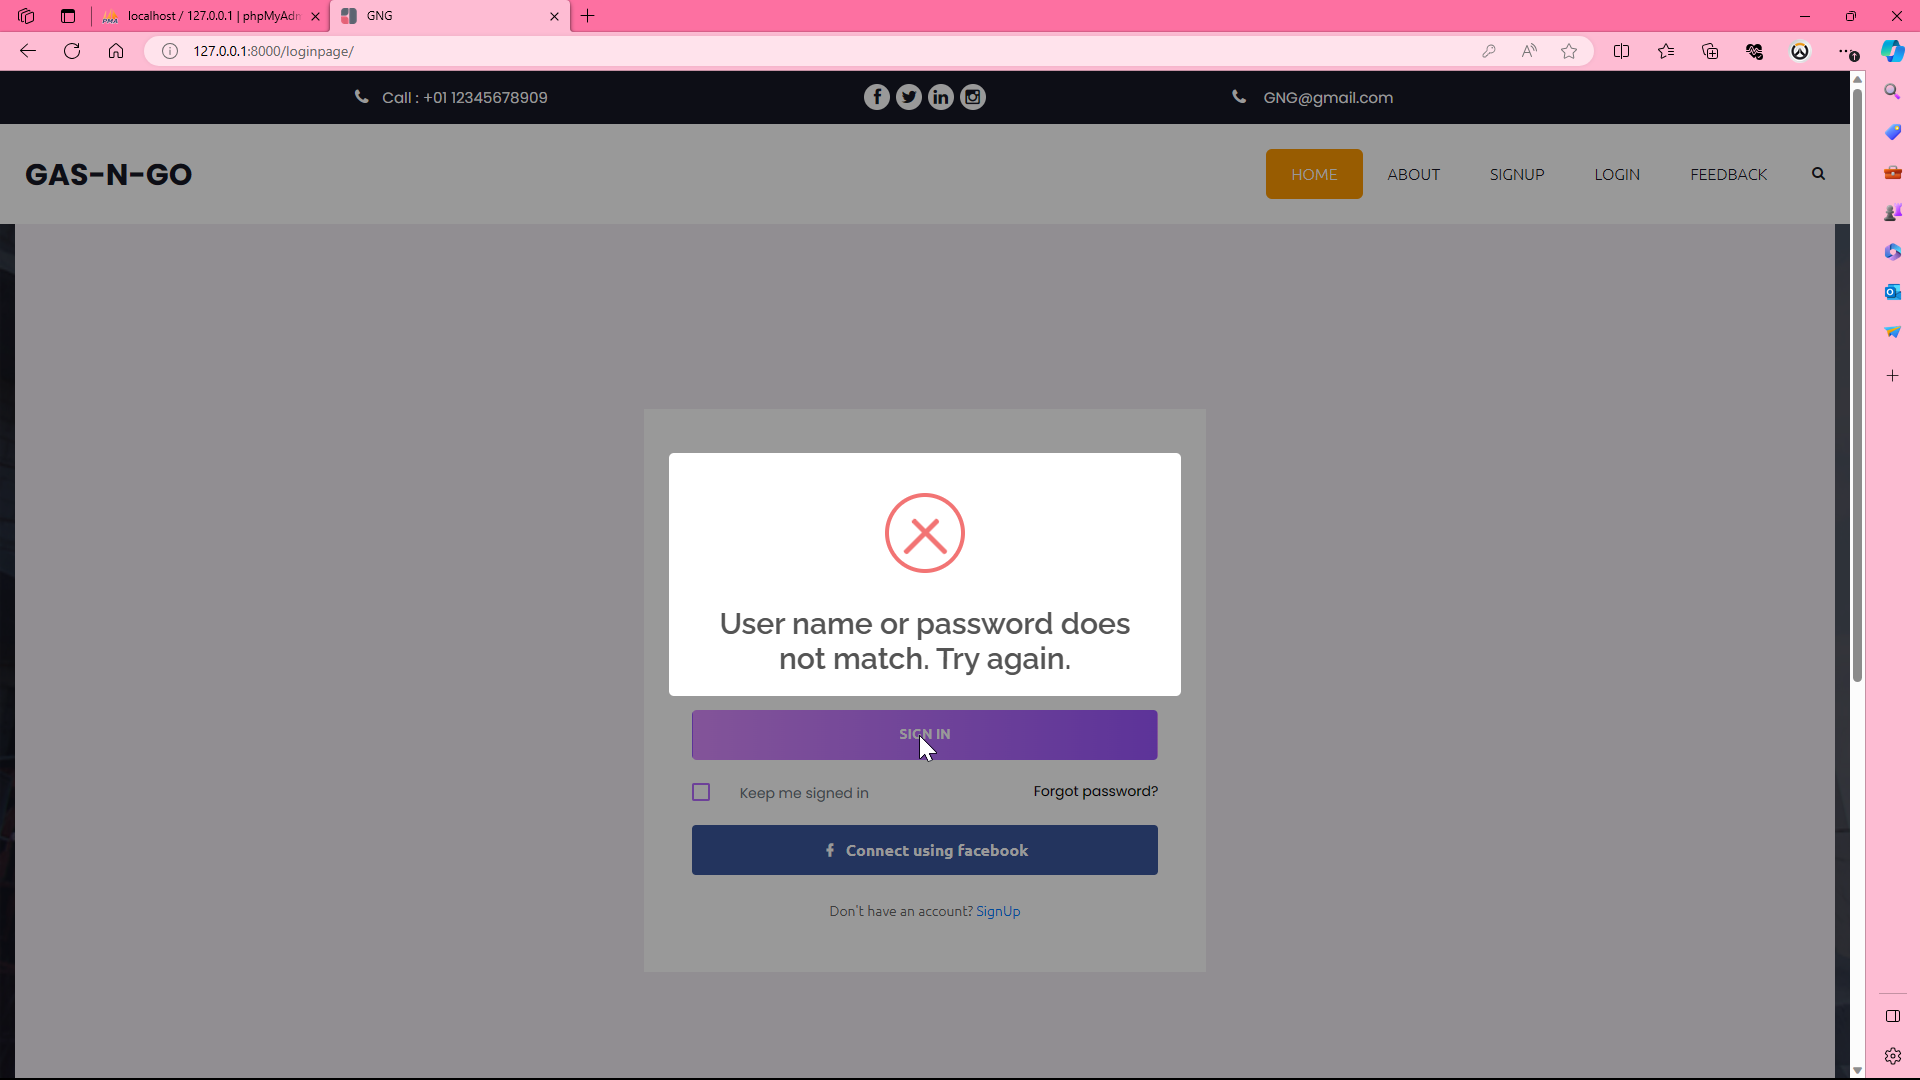 localhost / 127.0.0.1 | phpMyAdn
GNG
127.0.0.1:8000/loginpage/
Call : +01 12345678909
GNG@gmail.com
GAS-N-GO
HOME
ABOUT
SIGNUP
LOGIN
FEEDBACK
User name or password does
not match. Try again.
SIGN IN
Keep me signed in
Forgot password?
Connect using facebook
Don't have an account? SignUp